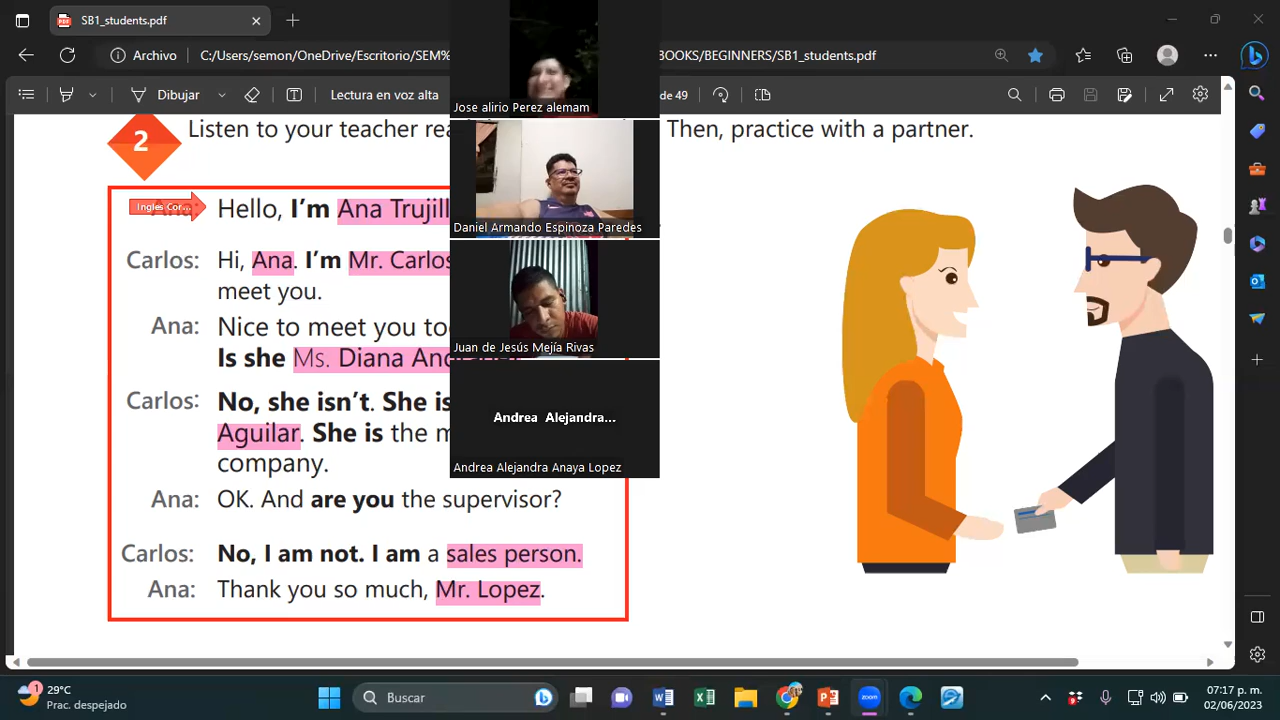 SB1_students.pdf
Archivo C:/Users/semon/OneDrive/Escritorio/SEM% BOOKS/BEGINNERS/SB1_students.pdf
Dibujar Lectura en voz alta de 49
2 Listen to your teacher Then, practice with a partner.
Ingles Cor...
Hello, I'm Ana
Carlos: Hi, Ana. I'm Mr. Carlos
meet you.
Ana: Nice to meet you
Is she Ms. Diana
Carlos: No, she isn't. She is
Aguilar. She is the
company.
Ana: OK. And are you the supervisor?
Carlos: No, I am not. I am a sales person.
Ana: Thank you so much, Mr. Lopez.
Jose alirio Perez alemam
Daniel Armando Espinoza Paredes
Juan de Jesús Mejía Rivas
Andrea Alejandra...
Andrea Alejandra Anaya Lopez
1
29°C
Prac. despejado
Buscar
zoom
07:17 p. m.
02/06/2023